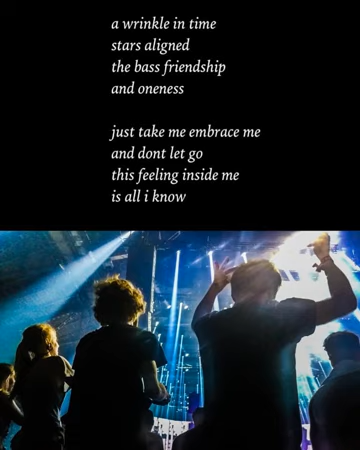 a wrinkle in time
stars aligned
the bass friendship
and oneness
just take me embrace me
and dont let go
this feeling inside me
is all i know